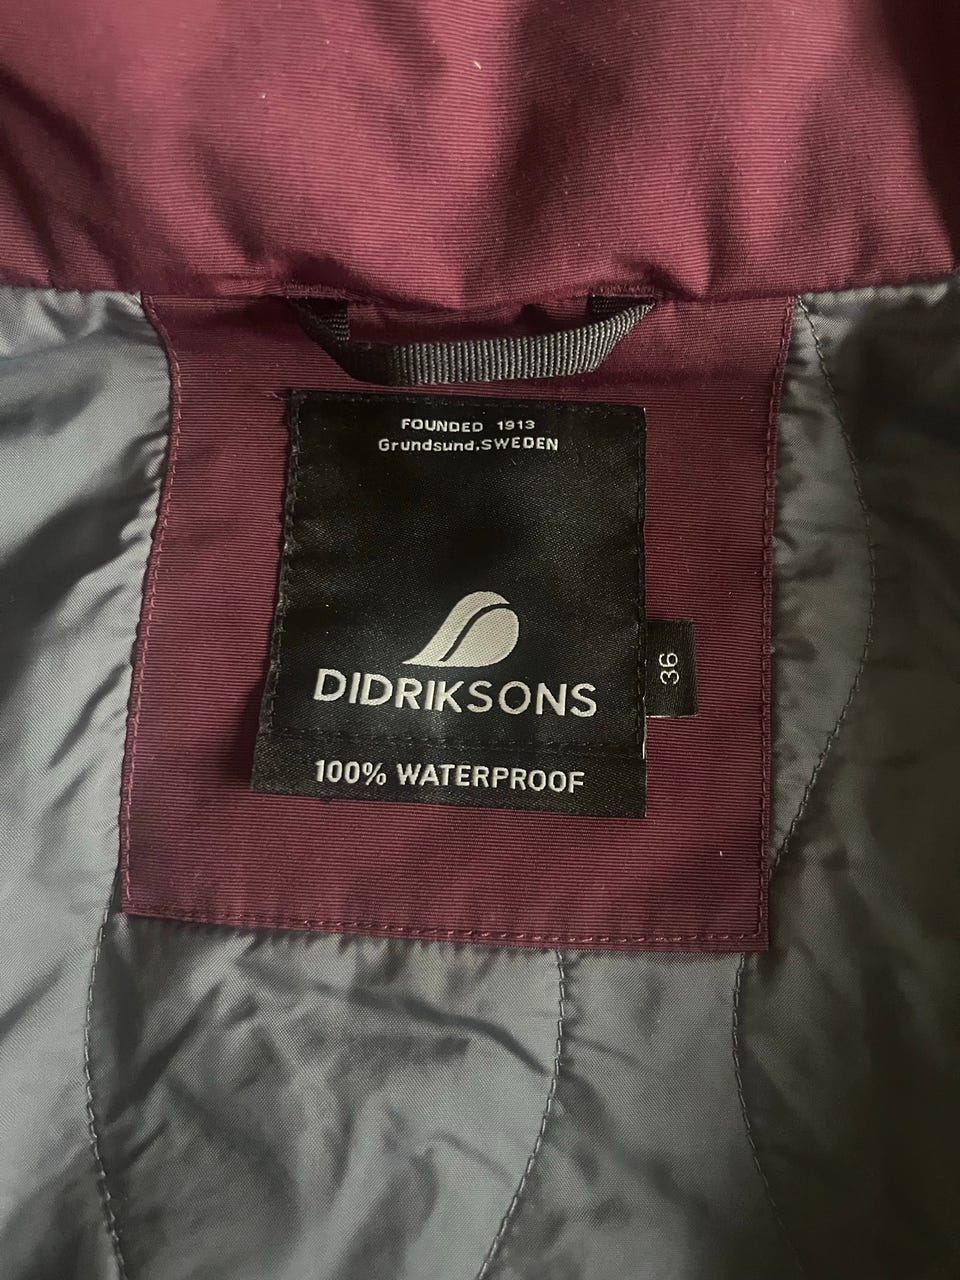 FOUNDED 1913
Grundsund.SWEDEN
DIDRIKSONS
36
100% WATERPROOF